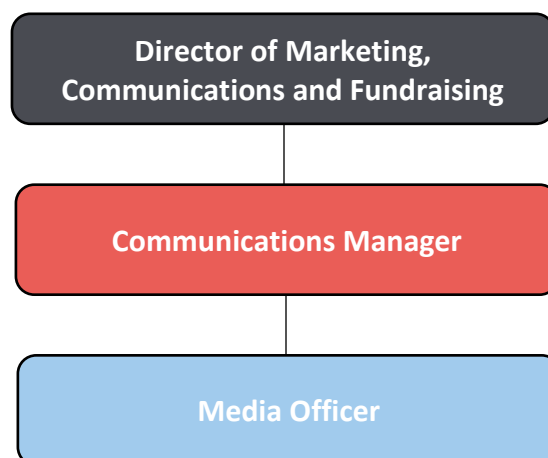 Director of Marketing,
Communications and Fundraising
Communications Manager
Media Officer